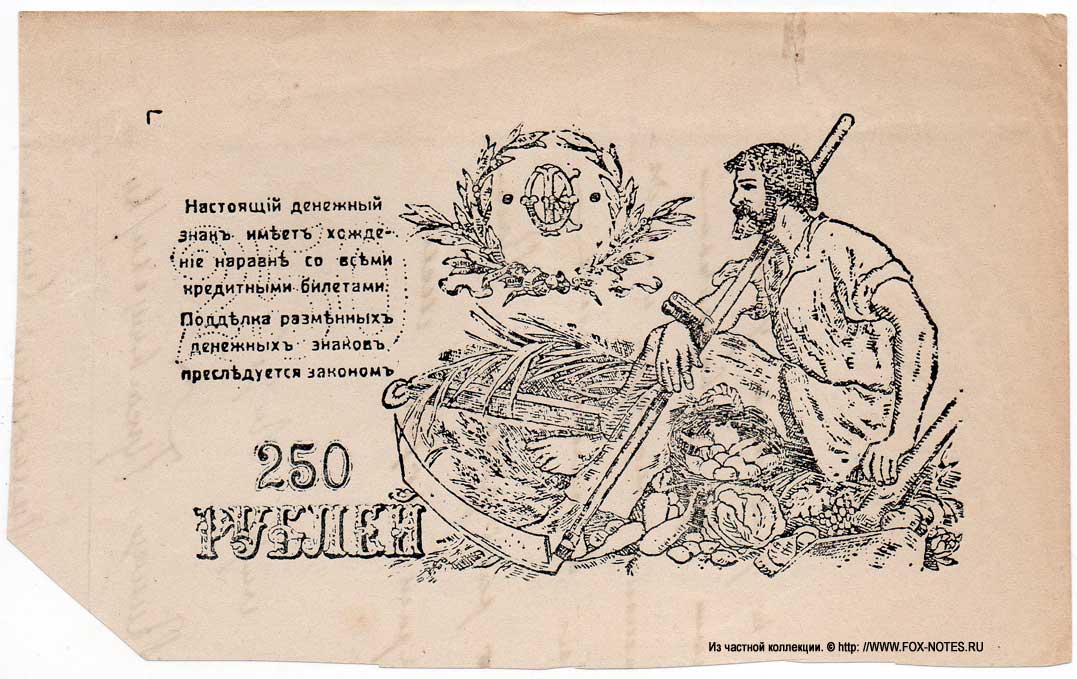 Настоящій денежный
знакъ имѣетъ хожде-
ніе наравнѣ со всѣми
кредитными билетами.
Поддѣлка размѣнныхъ
денежныхъ знаковъ
преслѣдуется закономъ
250
РУБЛЕЙ
Из частной коллекции. © http: //WWW.FOX-NOTES.RU